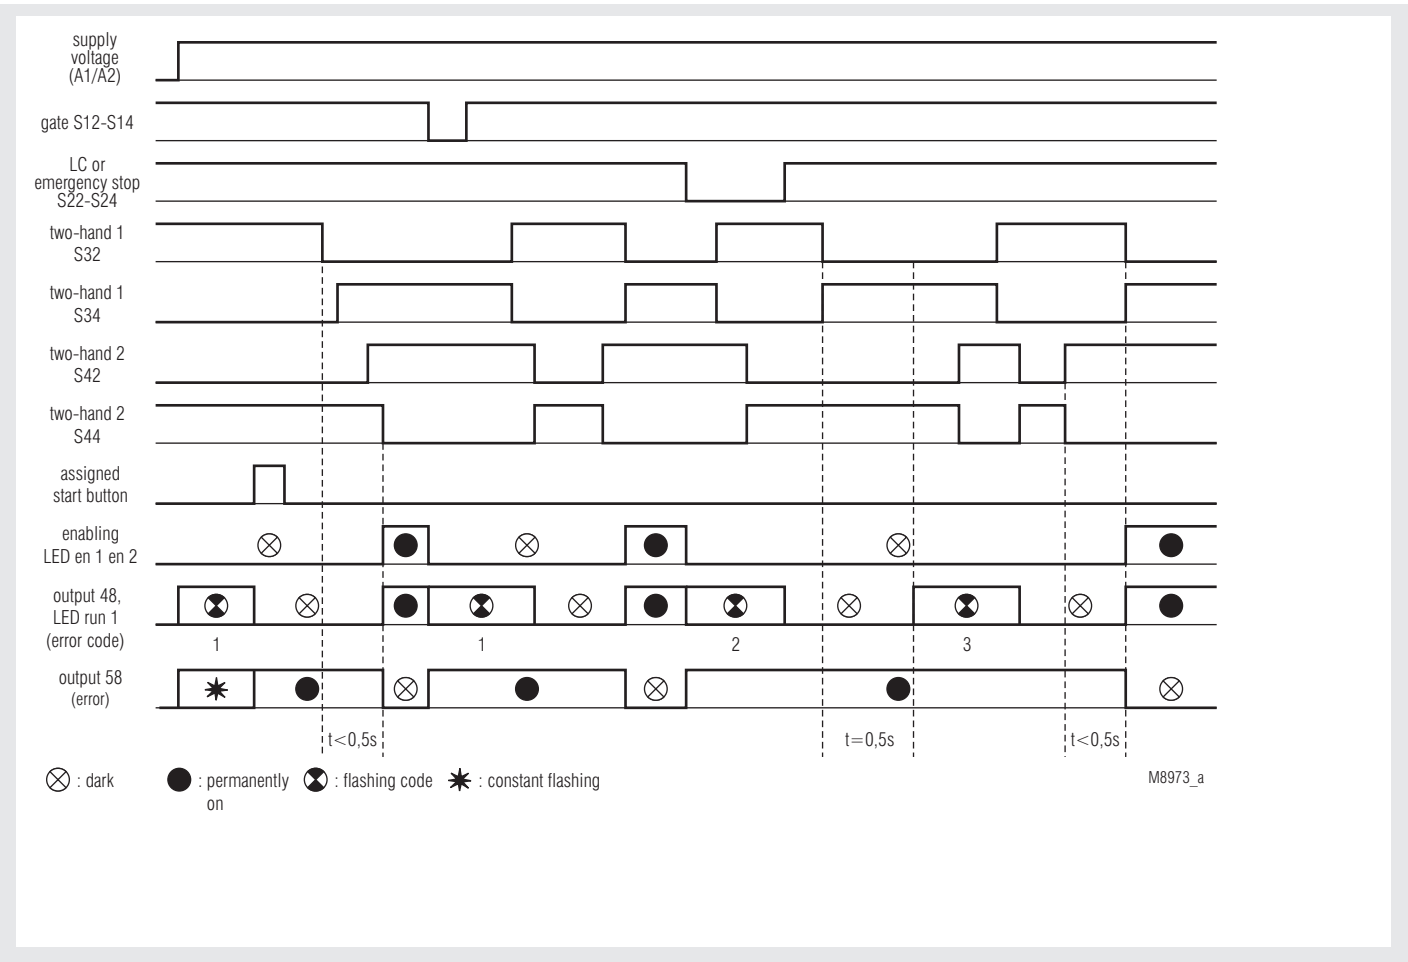 supply
voltage
(A1/A2)
gate S12-S14
LC or
emergency stop
S22-S24
two-hand 1
S32
two-hand 1
S34
two-hand 2
S42
two-hand 2
S44
assigned
start button
enabling
LED en 1 en 2
output 48,
LED run 1
(error code)
1
1
2
3
output 58
(error)
t<0,5s
t=0,5s
t<0,5s
: dark
: permanently
on
: flashing code
: constant flashing
M8973_a